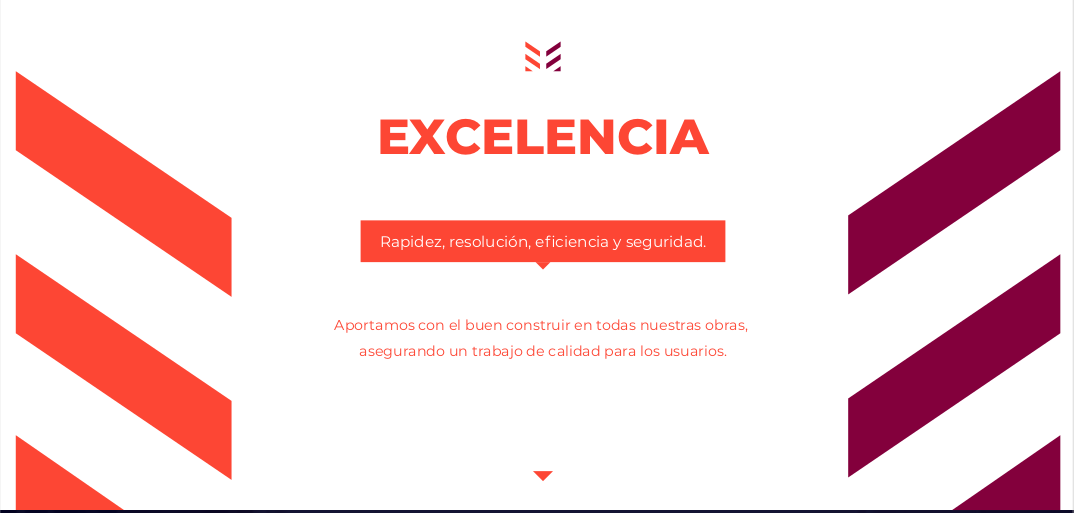 EXCELENCIA
Rapidez, resolución, eficiencia y seguridad.
Aportamos con el buen construir en todas nuestras obras,
asegurando un trabajo de calidad para los usuarios.